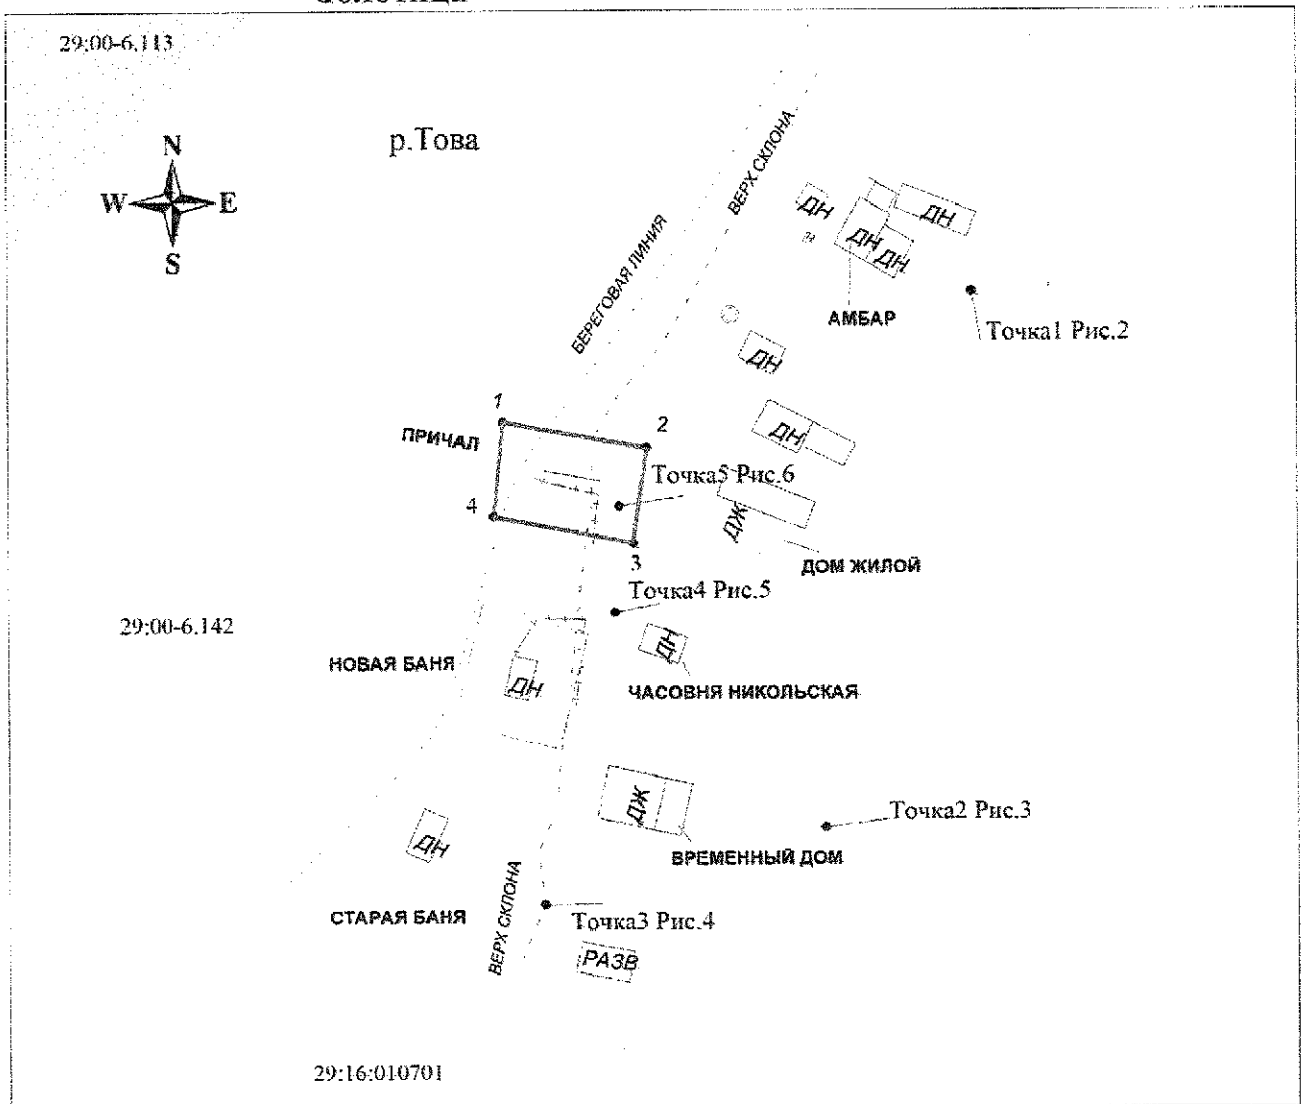 29:00-6.113
N
р.Това
W
E
S
ВЕРХ СКЛОНА
БЕРЕГОВАЯ ЛИНИЯ
ДН
ДН
ДН
ДН
АМБАР
Точка1 Рис.2
ДН
1
2
ПРИЧАЛ
ДН
Точка5 Рис.6
4
ДЖ
3
ДОМ ЖИЛОЙ
Точка4 Рис.5
29:00-6.142
ДН
НОВАЯ БАНЯ
ДН
ЧАСОВНЯ НИКОЛЬСКАЯ
ДЖ
Точка2 Рис.3
ДН
ВРЕМЕННЫЙ ДОМ
СТАРАЯ БАНЯ
ВЕРХ СКЛОНА
Точка3 Рис.4
РАЗВ
29:16:010701